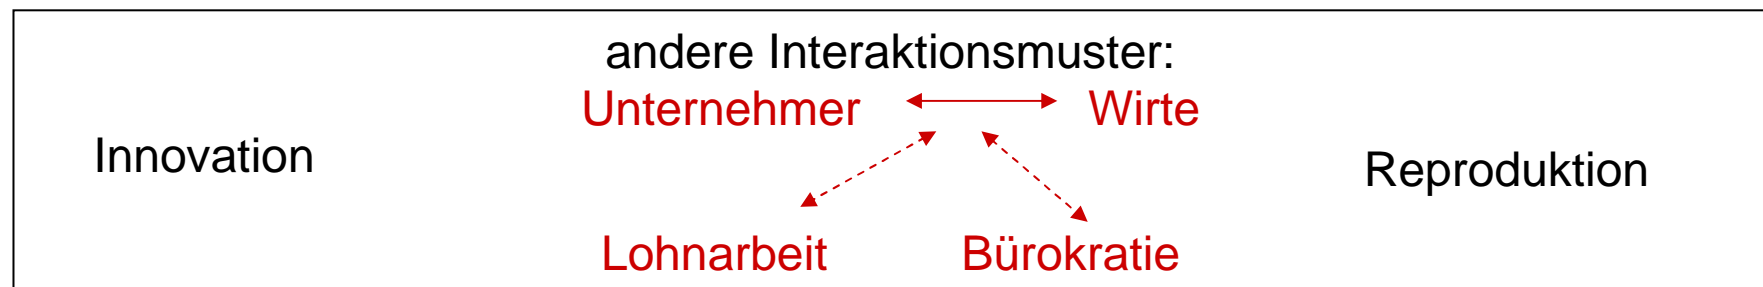 andere Interaktionsmuster:
Unternehmer Wirte
Innovation
Reproduktion
Lohnarbeit Bürokratie